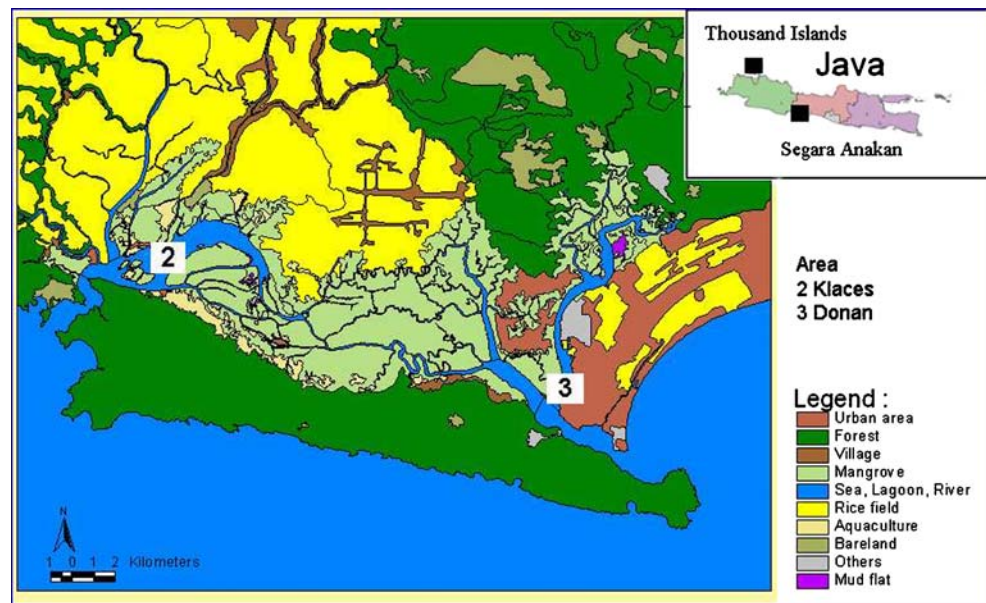 Thousand Islands
Java
Segara Anakan
2
3
Area
2 Klaces
3 Donan
Legend :
Urban area
Forest
Village
Mangrove
Sea, Lagoon, River
Rice field
Aquaculture
Bareland
Others
Mud flat
N
1 0 1 2 Kilometers